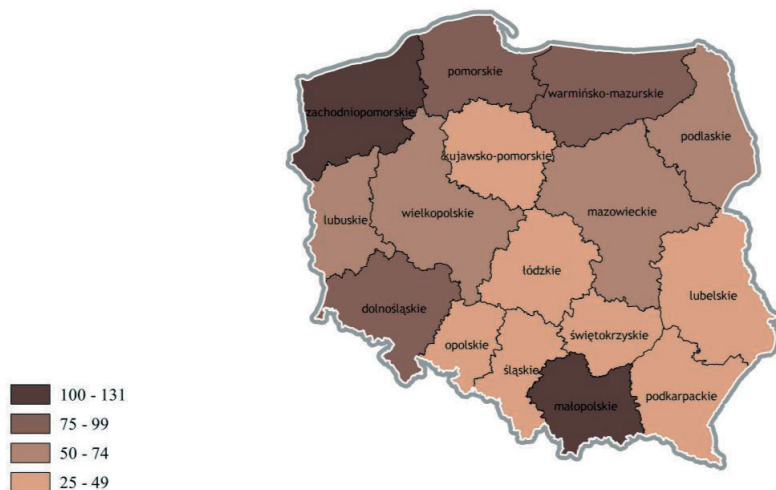 pomorskie
warmińsko-mazurskie
zachodniopomorskie
podlaskie
kujawsko-pomorskie
lubuskie
wielkopolskie
mazowieckie
łódzkie
lubelskie
dolnośląskie
opolskie
świętokrzyskie
śląskie
podkarpackie
małopolskie
100 - 131
75 - 99
50 - 74
25 - 49